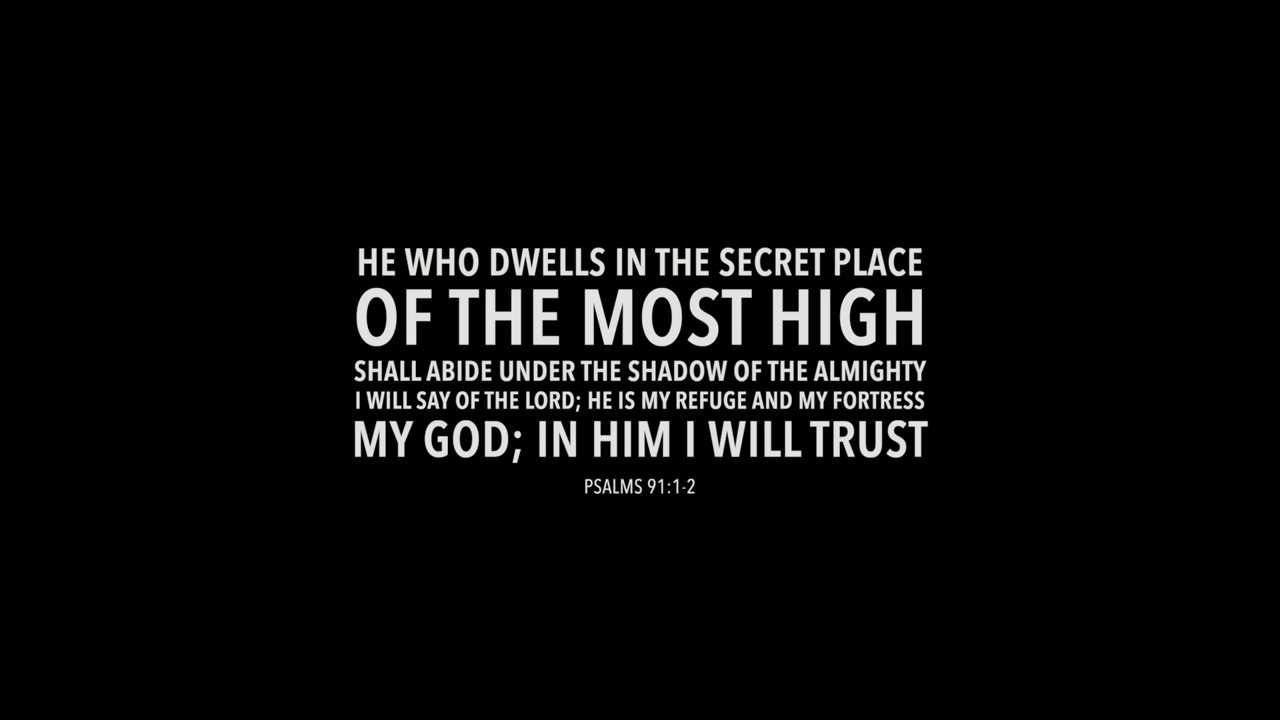 HE WHO DWELLS IN THE SECRET PLACE
OF THE MOST HIGH
SHALL ABIDE UNDER THE SHADOW OF THE ALMIGHTY
I WILL SAY OF THE LORD; HE IS MY REFUGE AND MY FORTRESS
MY GOD; IN HIM I WILL TRUST
PSALMS 91:1-2